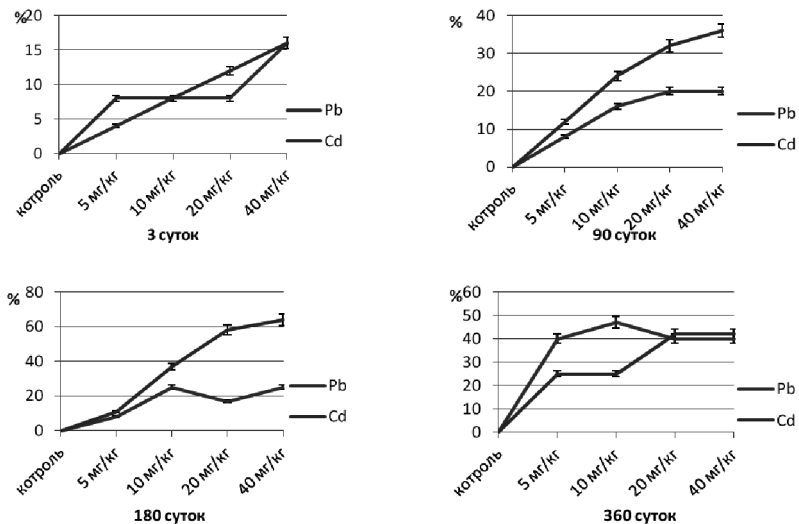 %
20
15
10
5
0
Pb
Cd
котроль
5 мг/кг
10 мг/кг
20 мг/кг
40 мг/кг
3 суток
%
40
30
20
10
0
Pb
Cd
котроль
5 мг/кг
10 мг/кг
20 мг/кг
40 мг/кг
90 суток
%
80
60
40
20
0
Pb
Cd
котроль
5 мг/кг
10 мг/кг
20 мг/кг
40 мг/кг
180 суток
%
60
50
40
30
20
10
0
Pb
Cd
котроль
5 мг/кг
10 мг/кг
20 мг/кг
40 мг/кг
360 суток